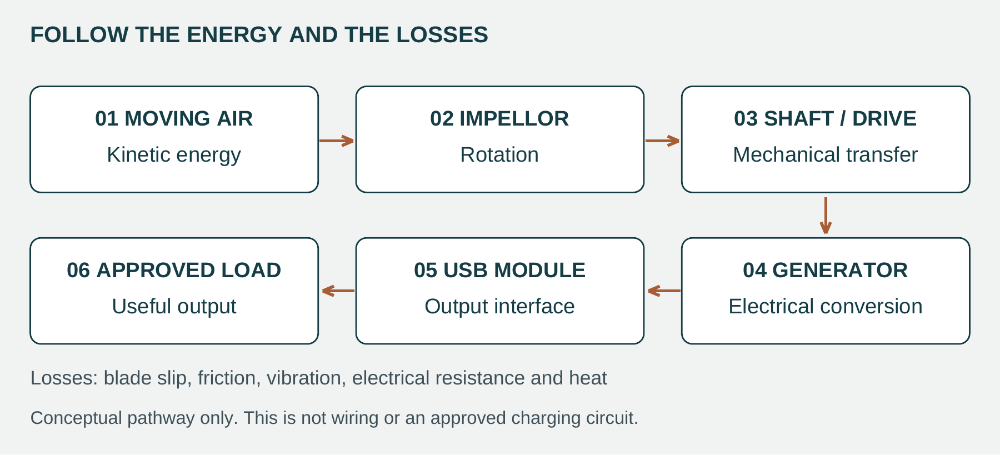 FOLLOW THE ENERGY AND THE LOSSES
01 MOVING AIR
Kinetic energy
02 IMPELLOR
Rotation
03 SHAFT / DRIVE
Mechanical transfer
04 GENERATOR
Electrical conversion
05 USB MODULE
Output interface
06 APPROVED LOAD
Useful output
Losses: blade slip, friction, vibration, electrical resistance and heat
Conceptual pathway only. This is not wiring or an approved charging circuit.